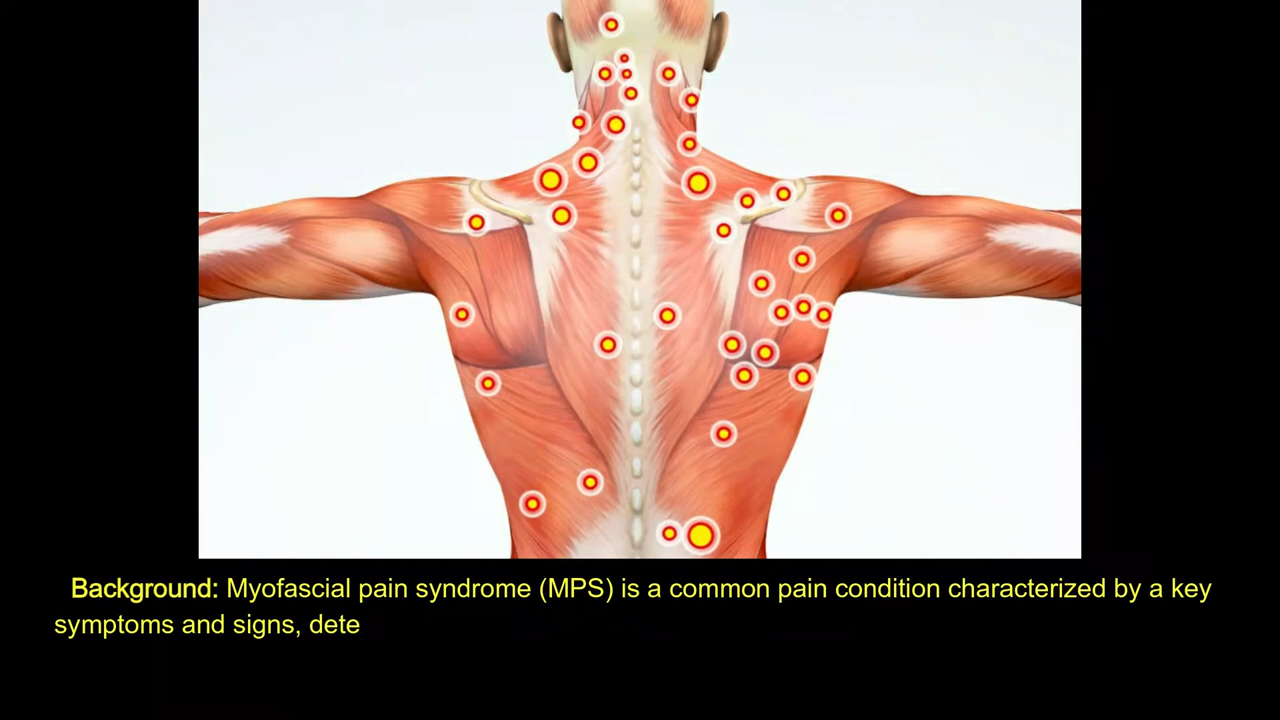 Background: Myofascial pain syndrome (MPS) is a common pain condition characterized by a key
symptoms and signs, dete